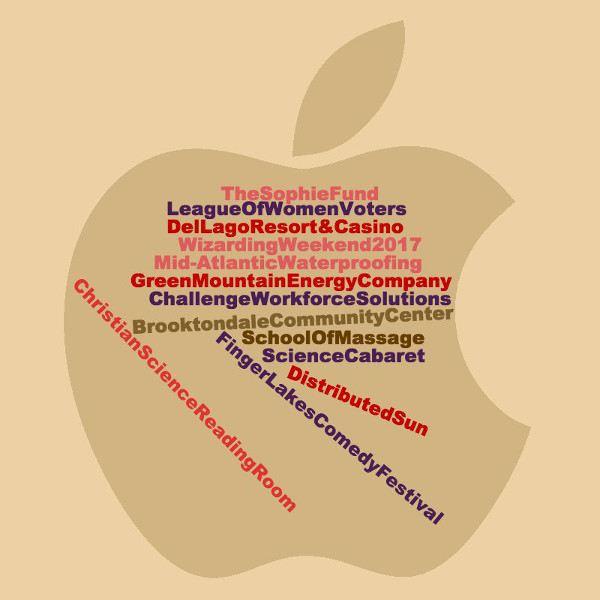 TheSophieFund
LeagueOfWomenVoters
DelLagoResort&Casino
WizardingWeekend2017
Mid-AtlanticWaterproofing
GreenMountainEnergyCompany
ChallengeWorkforceSolutions
BrooktondaleCommunityCenter
SchoolOfMassage
ScienceCabaret
DistributedSun
FingerLakesComedyFestival
ChristianScienceReadingRoom